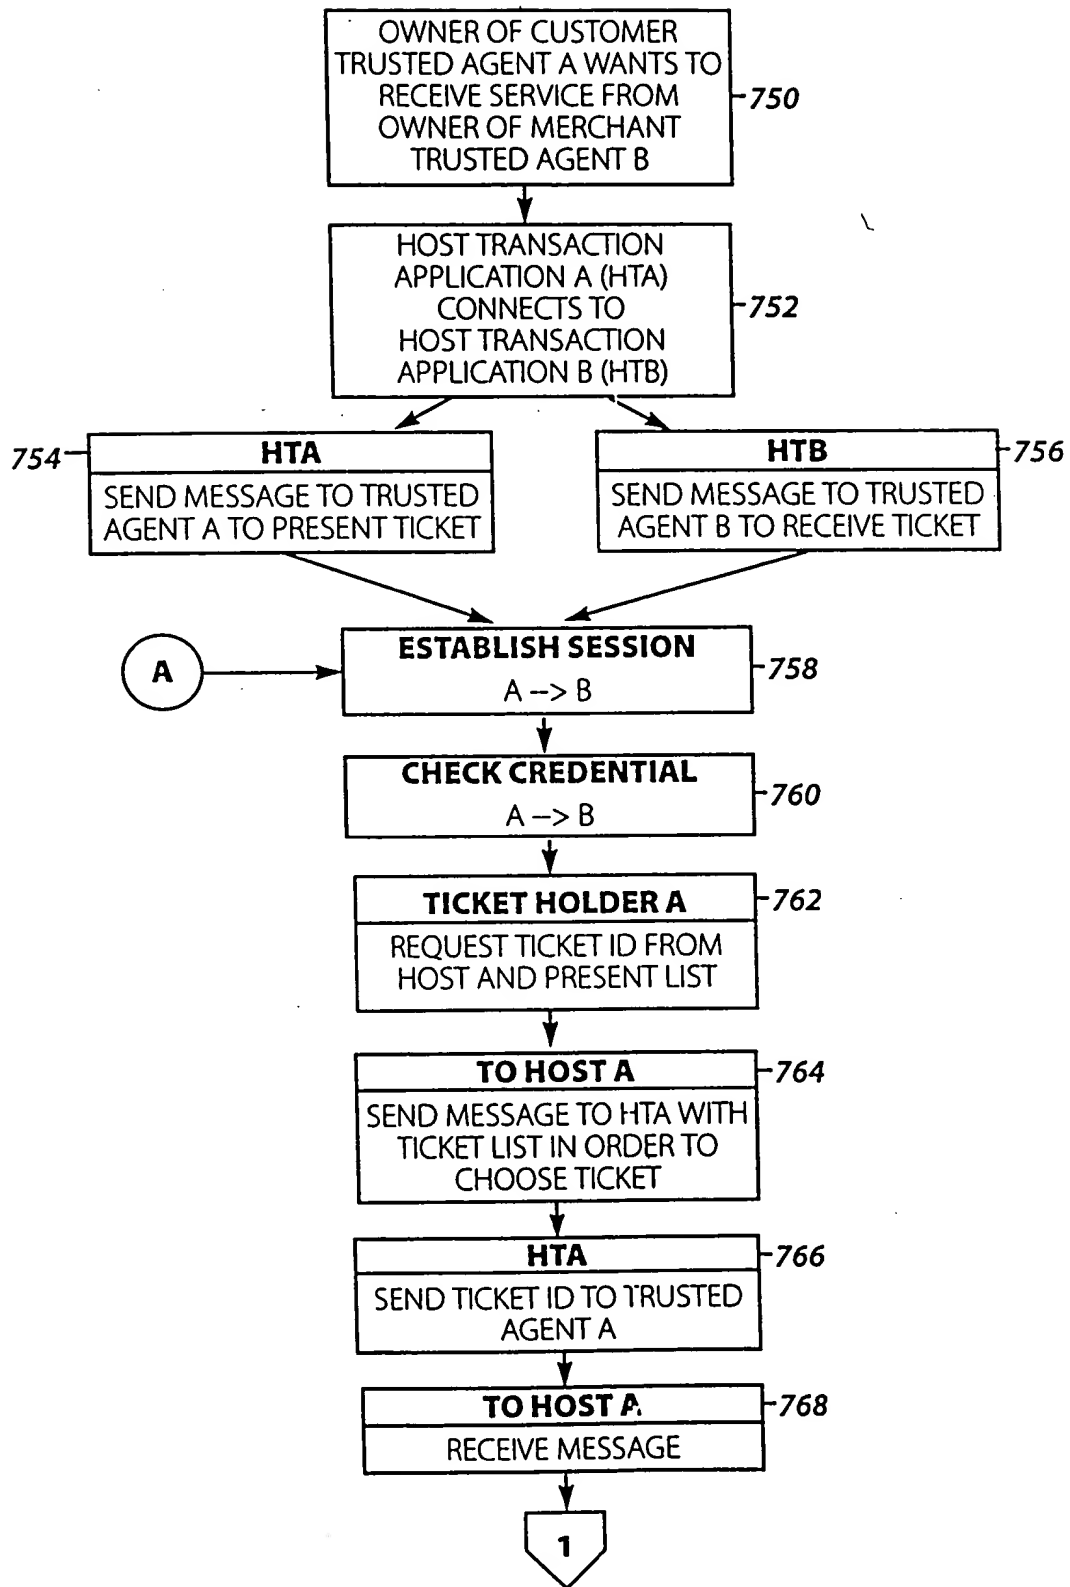 OWNER OF CUSTOMER
TRUSTED AGENT A WANTS TO
RECEIVE SERVICE FROM
OWNER OF MERCHANT
TRUSTED AGENT B
750
HOST TRANSACTION
APPLICATION A (HTA)
CONNECTS TO
HOST TRANSACTION
APPLICATION B (HTB)
752
754
HTA
SEND MESSAGE TO TRUSTED
AGENT A TO PRESENT TICKET
HTB
756
SEND MESSAGE TO TRUSTED
AGENT B TO RECEIVE TICKET
A
ESTABLISH SESSION
A --> B
758
CHECK CREDENTIAL
A --> B
760
TICKET HOLDER A
762
REQUEST TICKET ID FROM
HOST AND PRESENT LIST
TO HOST A
764
SEND MESSAGE TO HTA WITH
TICKET LIST IN ORDER TO
CHOOSE TICKET
HTA
766
SEND TICKET ID TO TRUSTED
AGENT A
TO HOST A
768
RECEIVE MESSAGE
1